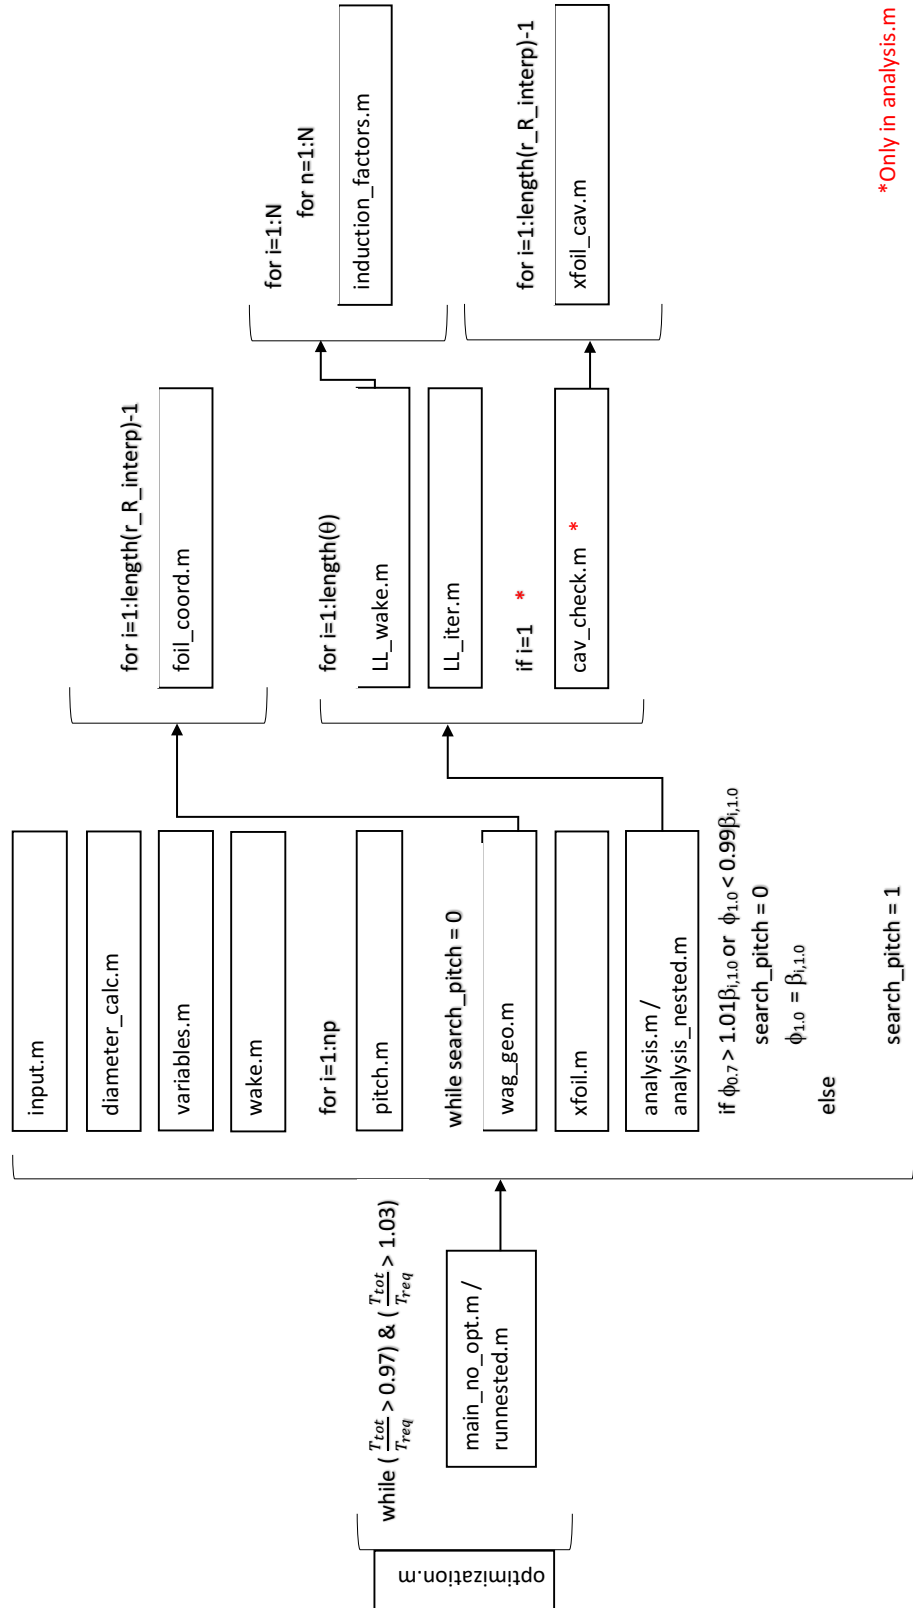 optimization.m
while ( T_tot / T_req > 0.97) & ( T_tot / T_req > 1.03)
main_no_opt.m /
runnested.m
input.m
diameter_calc.m
variables.m
wake.m
for i=1:np
pitch.m
while search_pitch = 0
wag_geo.m
xfoil.m
analysis.m /
analysis_nested.m
if ϕ0.7 > 1.01βi,1.0 or ϕ1.0 < 0.99βi,1.0
search_pitch = 0
ϕ1.0 = βi,1.0
else
search_pitch = 1
for i=1:length(r_R_interp)-1
foil_coord.m
for i=1:length(θ)
LL_wake.m
LL_iter.m
if i=1 *
cav_check.m *
for i=1:N
for n=1:N
induction_factors.m
for i=1:length(r_R_interp)-1
xfoil_cav.m
*Only in analysis.m